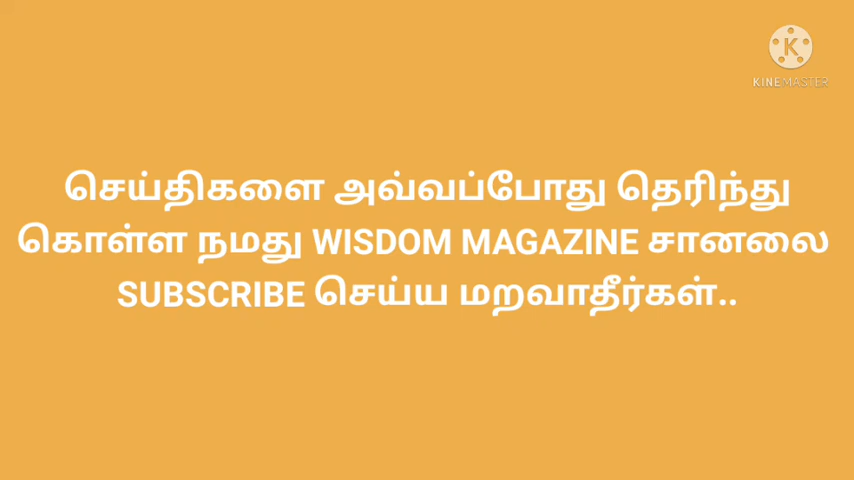 K
KINEMASTER
செய்திகளை அவ்வப்போது தெரிந்து
கொள்ள நமது WISDOM MAGAZINE சானலை
SUBSCRIBE செய்ய மறவாதீர்கள்..